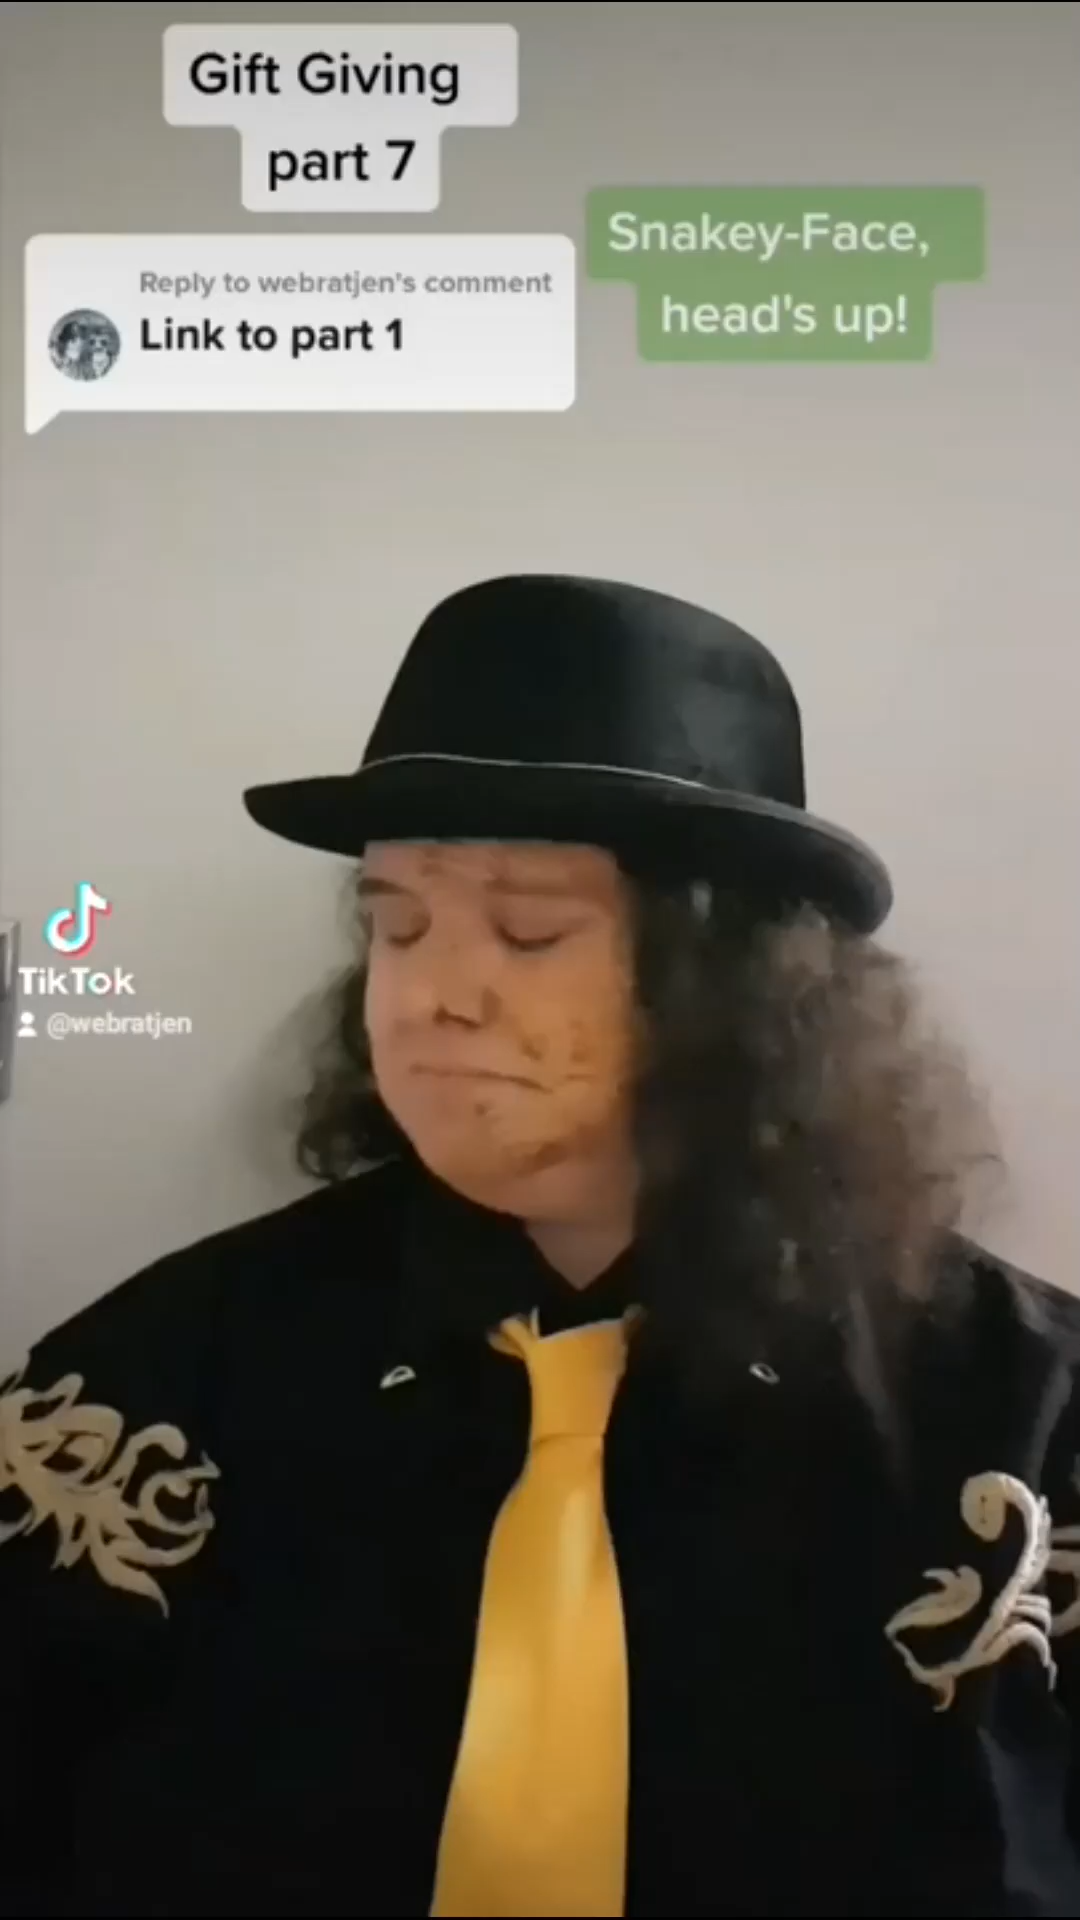 Gift Giving
part 7
Snakey-Face,
head's up!
Reply to webratjen's comment
Link to part 1
TikTok
@webratjen